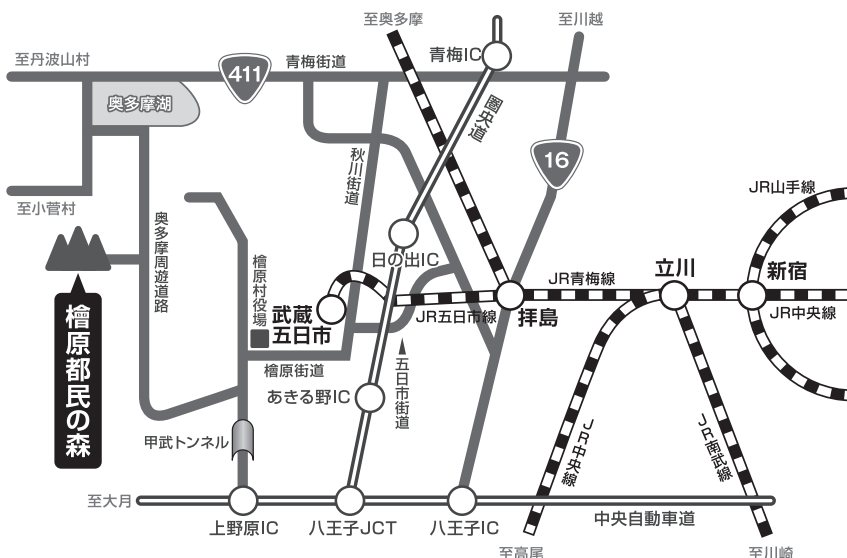 至奥多摩
至川越
青梅IC
至丹波山村
411
青梅街道
奥多摩湖
圏央道
16
秋川街道
JR山手線
至小菅村
奥多摩周遊道路
日の出IC
檜原村役場
武蔵
五日市
JR青梅線
立川
新宿
JR五日市線
拝島
JR中央線
檜原都民の森
檜原街道
あきる野IC
五日市街道
甲武トンネル
JR中央線
JR南武線
至大月
上野原IC
八王子JCT
八王子IC
中央自動車道
至高尾
至川崎